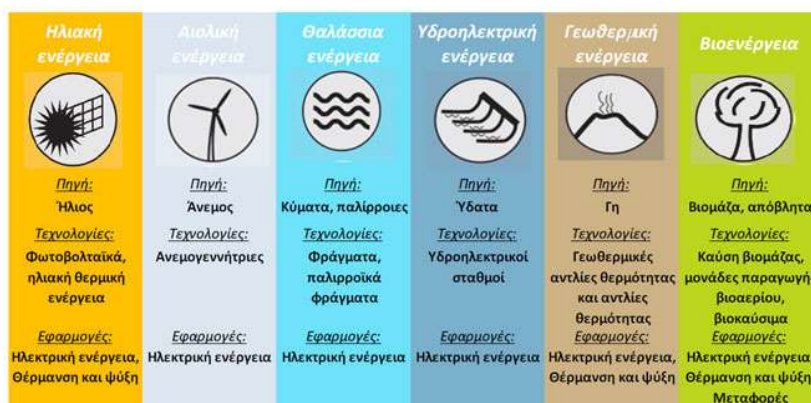 Ηλιακή
ενέργεια
Πηγή:
Ήλιος
Τεχνολογίες:
Φωτοβολταϊκά,
ηλιακή θερμική
ενέργεια
Εφαρμογές:
Ηλεκτρική ενέργεια,
Θέρμανση και ψύξη
Αιολική
ενέργεια
Πηγή:
Άνεμος
Τεχνολογίες:
Ανεμογεννήτριες
Εφαρμογές:
Ηλεκτρική ενέργεια
Θαλάσσια
ενέργεια
Πηγή:
Κύματα, παλίρροιες
Τεχνολογίες:
Φράγματα,
παλιρροϊκά
φράγματα
Εφαρμογές:
Ηλεκτρική ενέργεια
Υδροηλεκτρική
ενέργεια
Πηγή:
Ύδατα
Τεχνολογίες:
Υδροηλεκτρικοί
σταθμοί
Εφαρμογές:
Ηλεκτρική ενέργεια
Γεωθερμική
ενέργεια
Πηγή:
Γη
Τεχνολογίες:
Γεωθερμικές
αντλίες θερμότητας
και αντλίες
θερμότητας
Εφαρμογές:
Ηλεκτρική ενέργεια,
Θέρμανση και ψύξη
Βιοενέργεια
Πηγή:
Βιομάζα, απόβλητα
Τεχνολογίες:
Καύση βιομάζας,
μονάδες παραγωγή
βιοαερίου,
βιοκαύσιμα
Εφαρμογές:
Ηλεκτρική ενέργεια
Θέρμανση και ψύξη
Μεταφορές